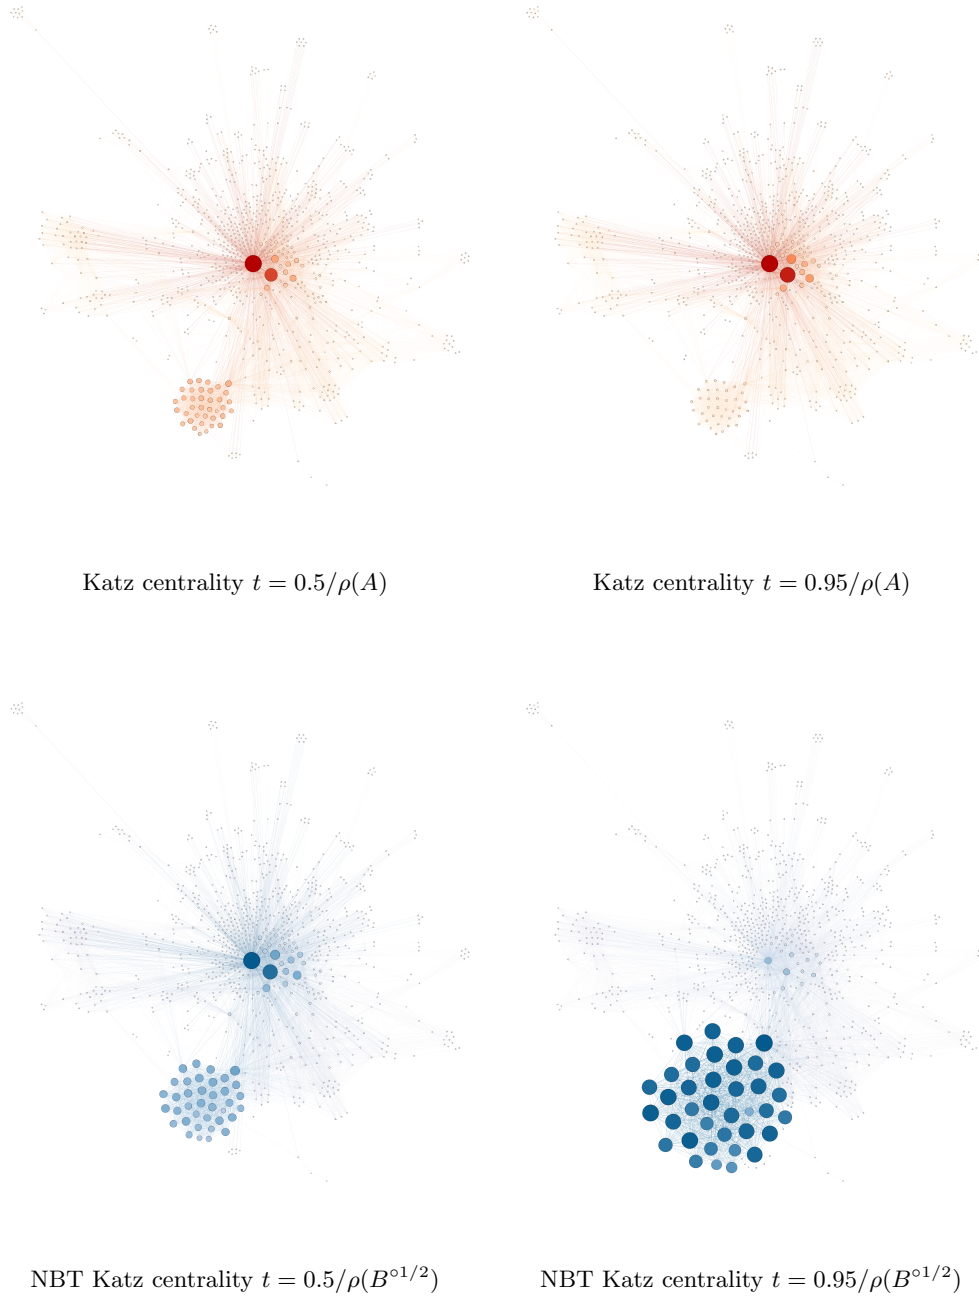 Katz centrality t = 0.5/ρ(A)
Katz centrality t = 0.95/ρ(A)
NBT Katz centrality t = 0.5/ρ(B^{∘1/2})
NBT Katz centrality t = 0.95/ρ(B^{∘1/2})